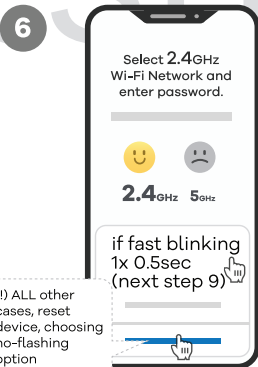 6
Select 2.4GHz
Wi-Fi Network and
enter password.
2.4GHz 5GHz
if fast blinking
1x 0.5sec
(next step 9)
!) ALL other
cases, reset
device, choosing
no-flashing
option